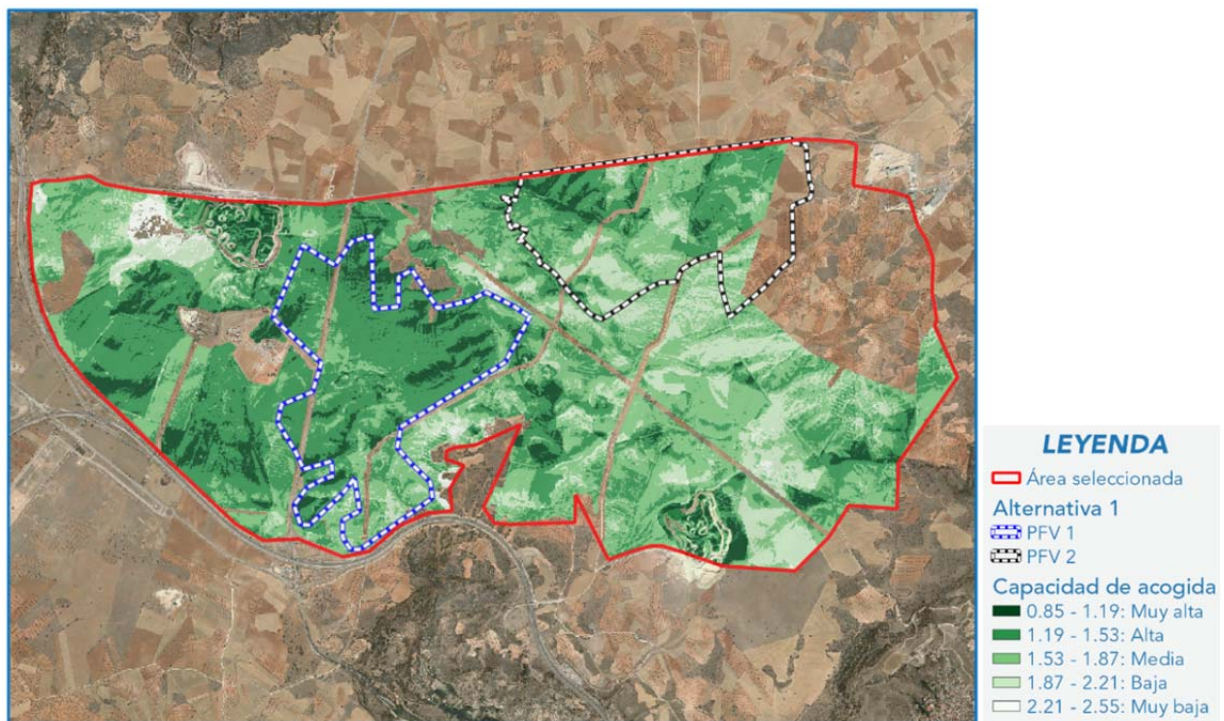 LEYENDA
Área seleccionada
Alternativa 1
PFV 1
PFV 2
Capacidad de acogida
0.85 - 1.19: Muy alta
1.19 - 1.53: Alta
1.53 - 1.87: Media
1.87 - 2.21: Baja
2.21 - 2.55: Muy baja